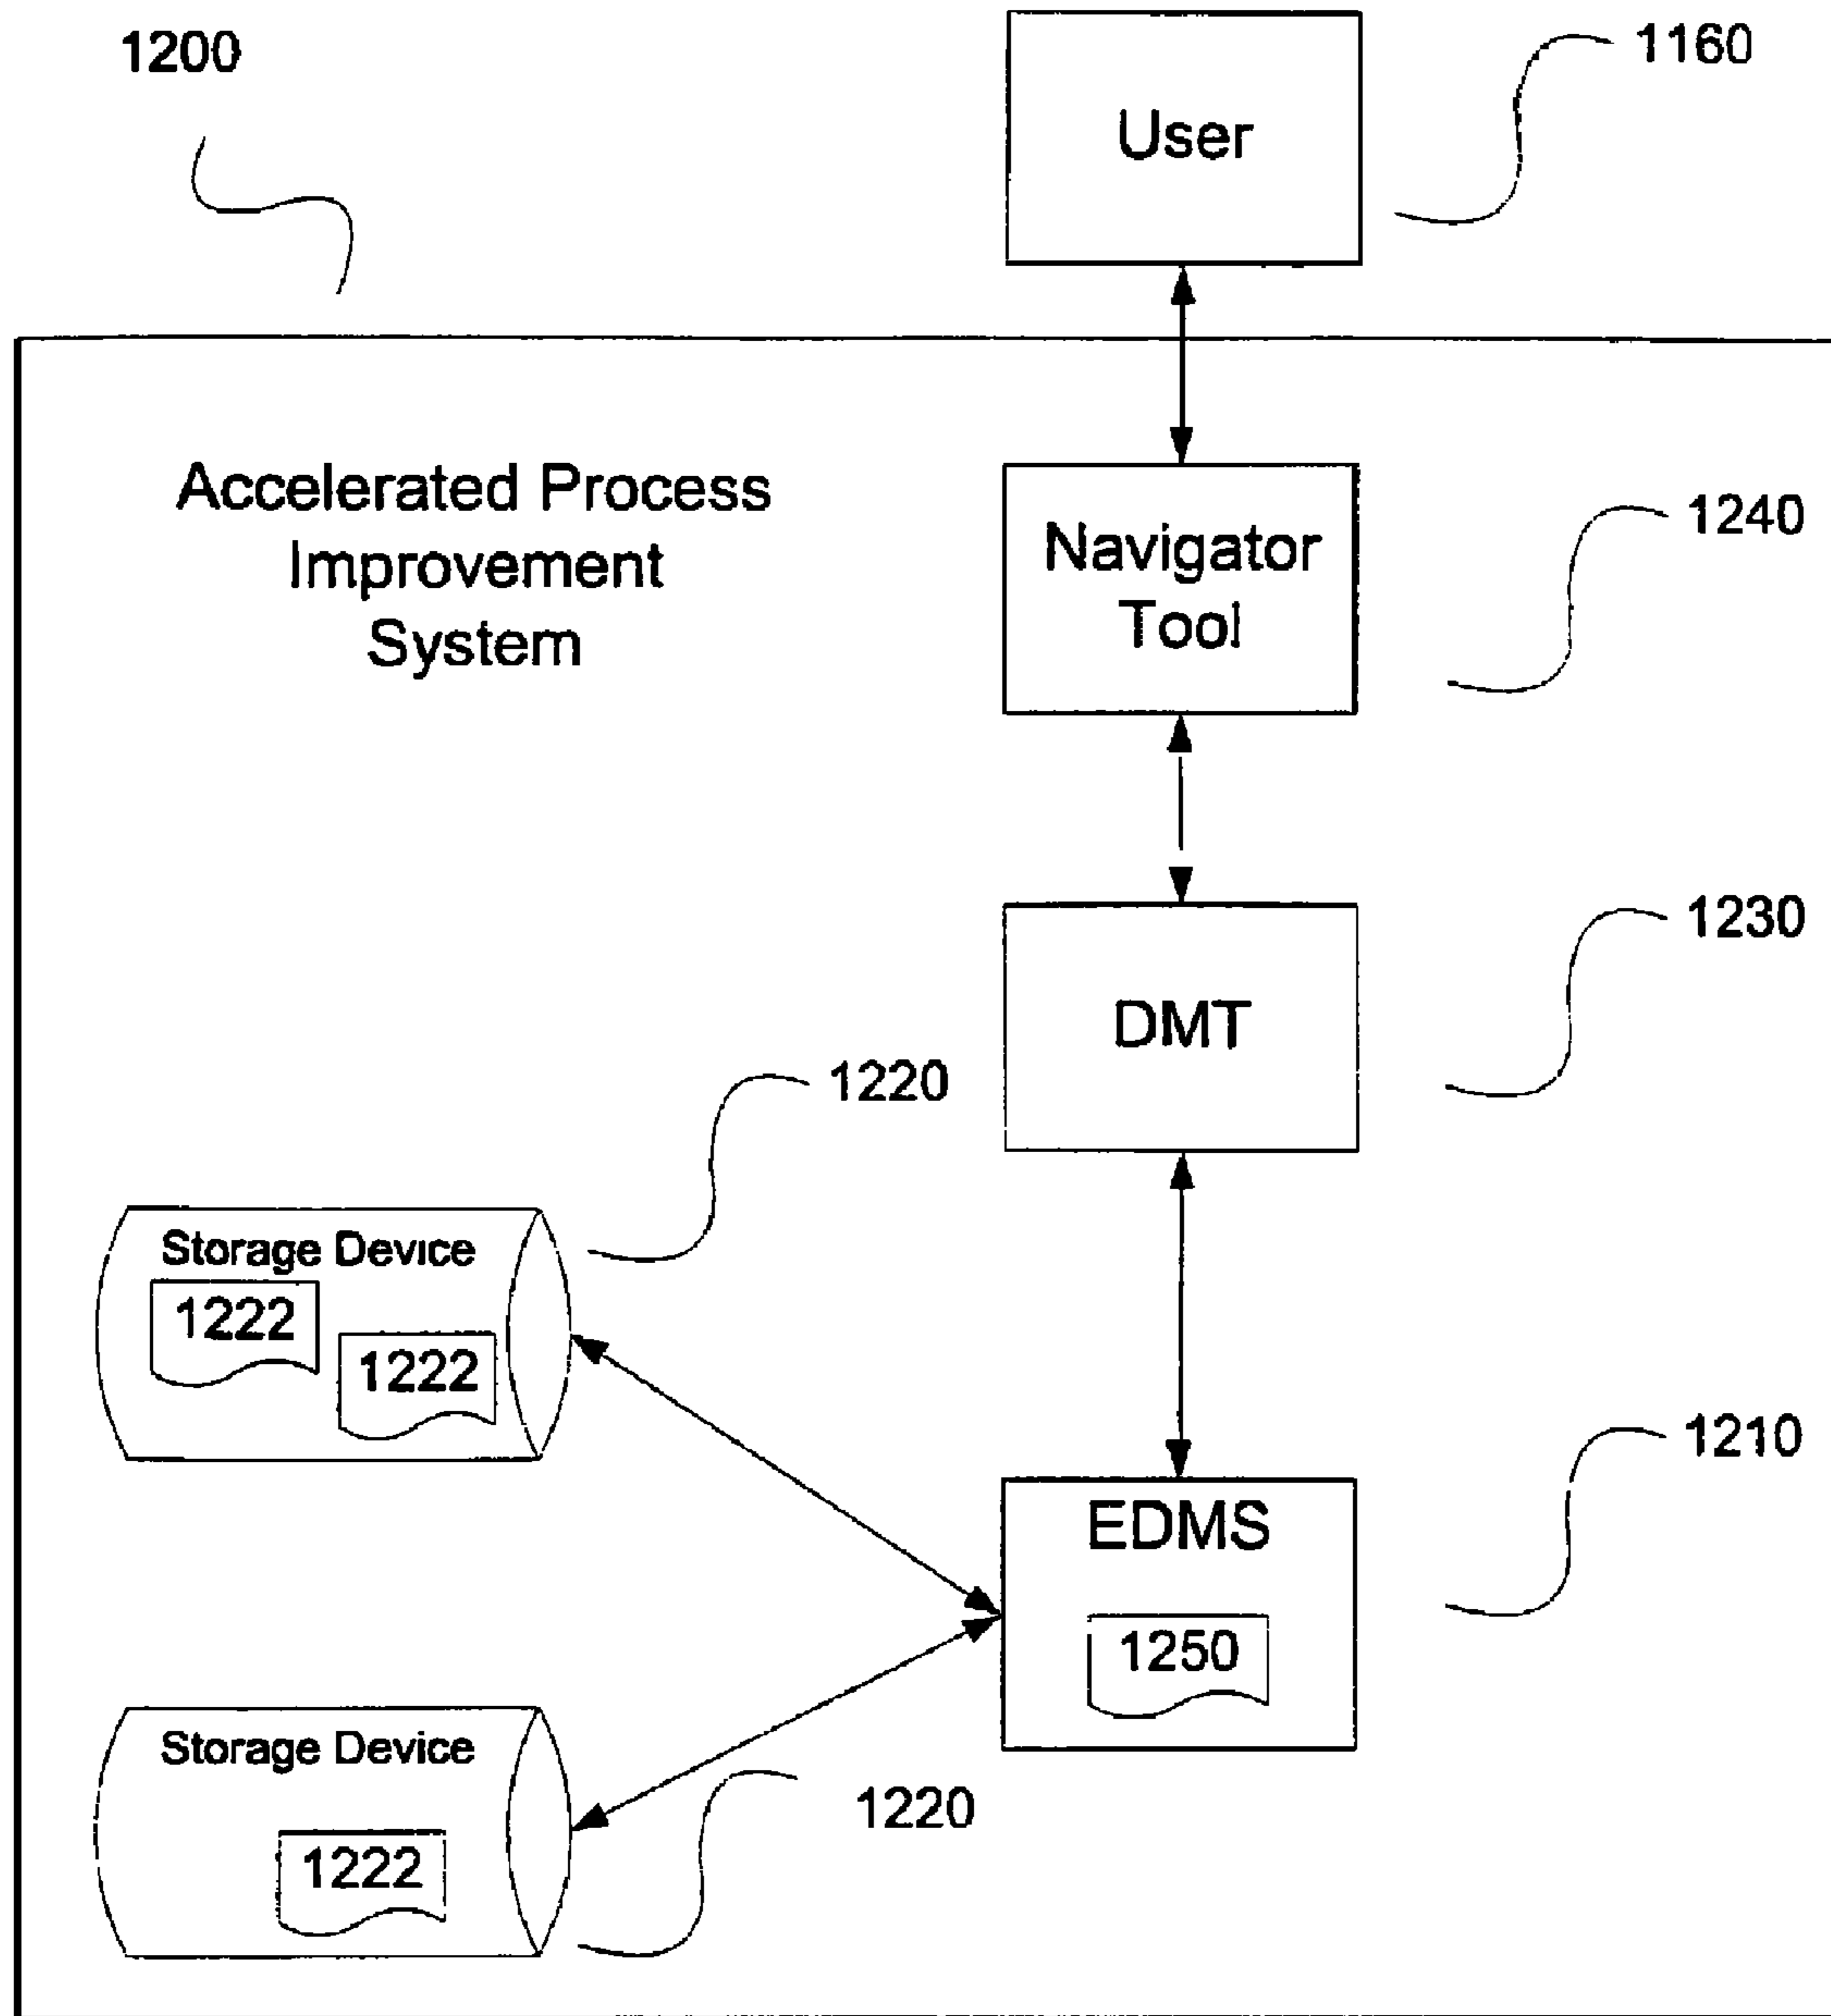 1200
1160
User
Accelerated Process
Improvement
System
Navigator
Tool
1240
DMT
1230
1220
Storage Device
1222
1222
EDMS
1250
1210
Storage Device
1222
1220